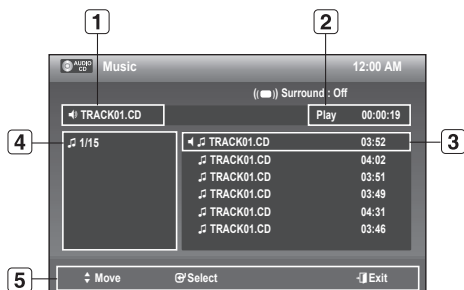 1 2
AUDIO CD Music 12:00 AM
Surround : Off
TRACK01.CD Play 00:00:19
4 1/15 TRACK01.CD 03:52 3
TRACK01.CD 04:02
TRACK01.CD 03:51
TRACK01.CD 03:49
TRACK01.CD 04:31
TRACK01.CD 03:46
5 Move Select Exit